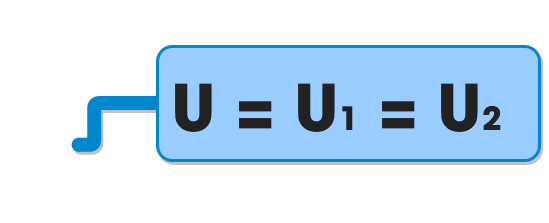 U = U₁ = U₂